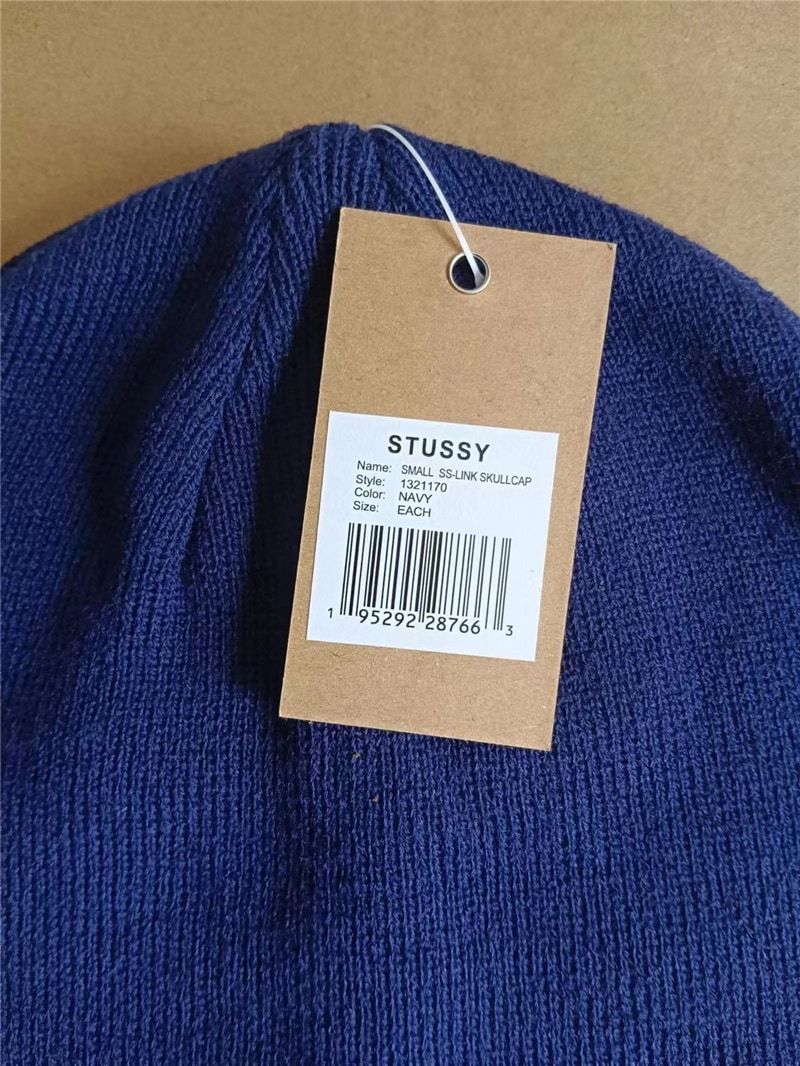 STUSSY
Name: SMALL SS-LINK SKULLCAP
Style: 1321170
Color: NAVY
Size: EACH
1 95292 28766 3